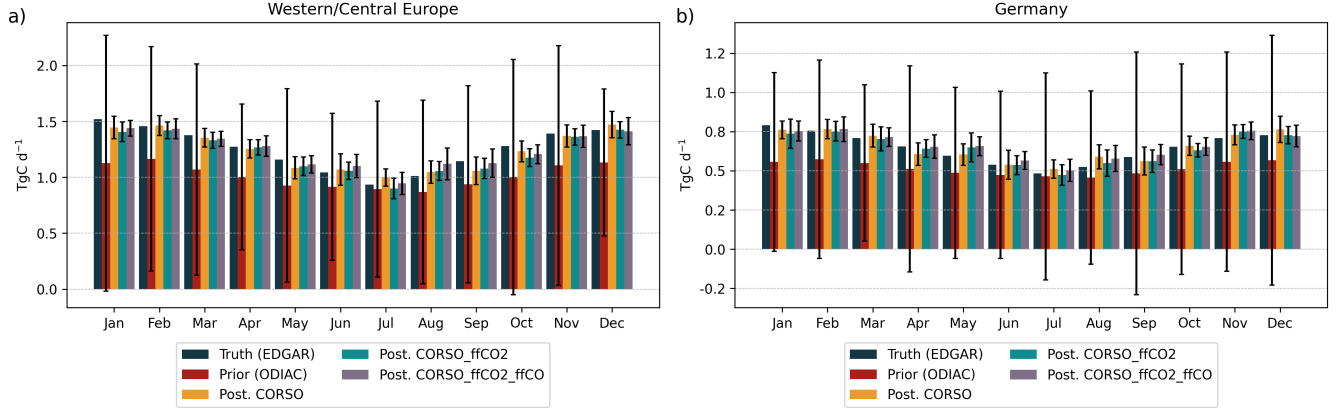 a)
Western/Central Europe
TgC d⁻¹
2.0
1.5
1.0
0.5
0.0
Jan Feb Mar Apr May Jun Jul Aug Sep Oct Nov Dec
Truth (EDGAR)
Prior (ODIAC)
Post. CORSO
Post. CORSO_ffCO2
Post. CORSO_ffCO2_ffCO
b)
Germany
TgC d⁻¹
1.2
1.0
0.8
0.5
0.2
0.0
-0.2
Jan Feb Mar Apr May Jun Jul Aug Sep Oct Nov Dec
Truth (EDGAR)
Prior (ODIAC)
Post. CORSO
Post. CORSO_ffCO2
Post. CORSO_ffCO2_ffCO